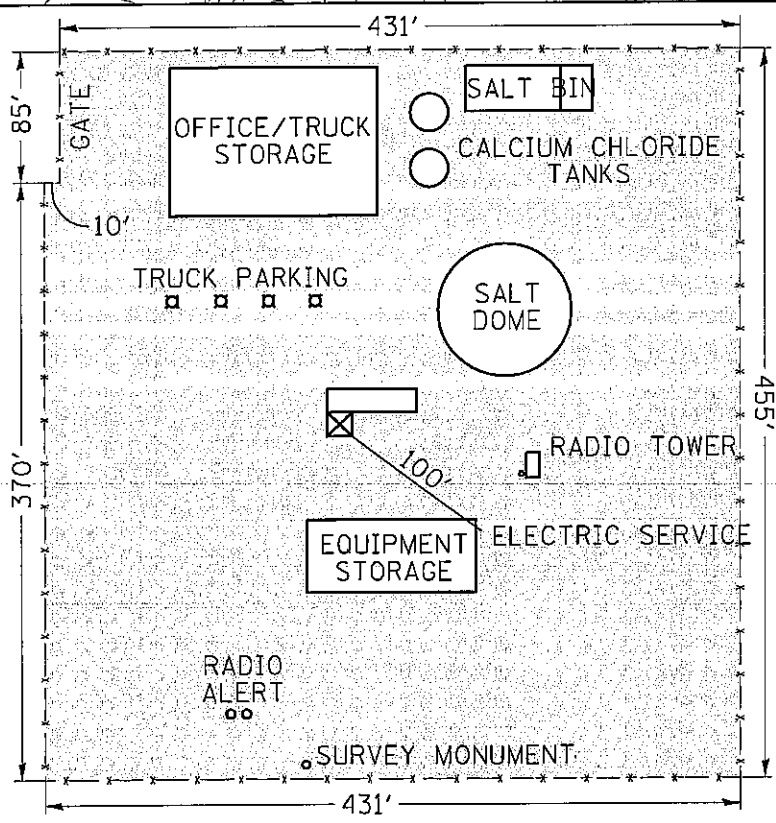 431'
85'
GATE
OFFICE/TRUCK
STORAGE
SALT BIN
CALCIUM CHLORIDE
TANKS
10'
TRUCK PARKING
SALT
DOME
455'
370'
100'
RADIO TOWER
ELECTRIC SERVICE
EQUIPMENT
STORAGE
RADIO
ALERT
SURVEY MONUMENT
431'